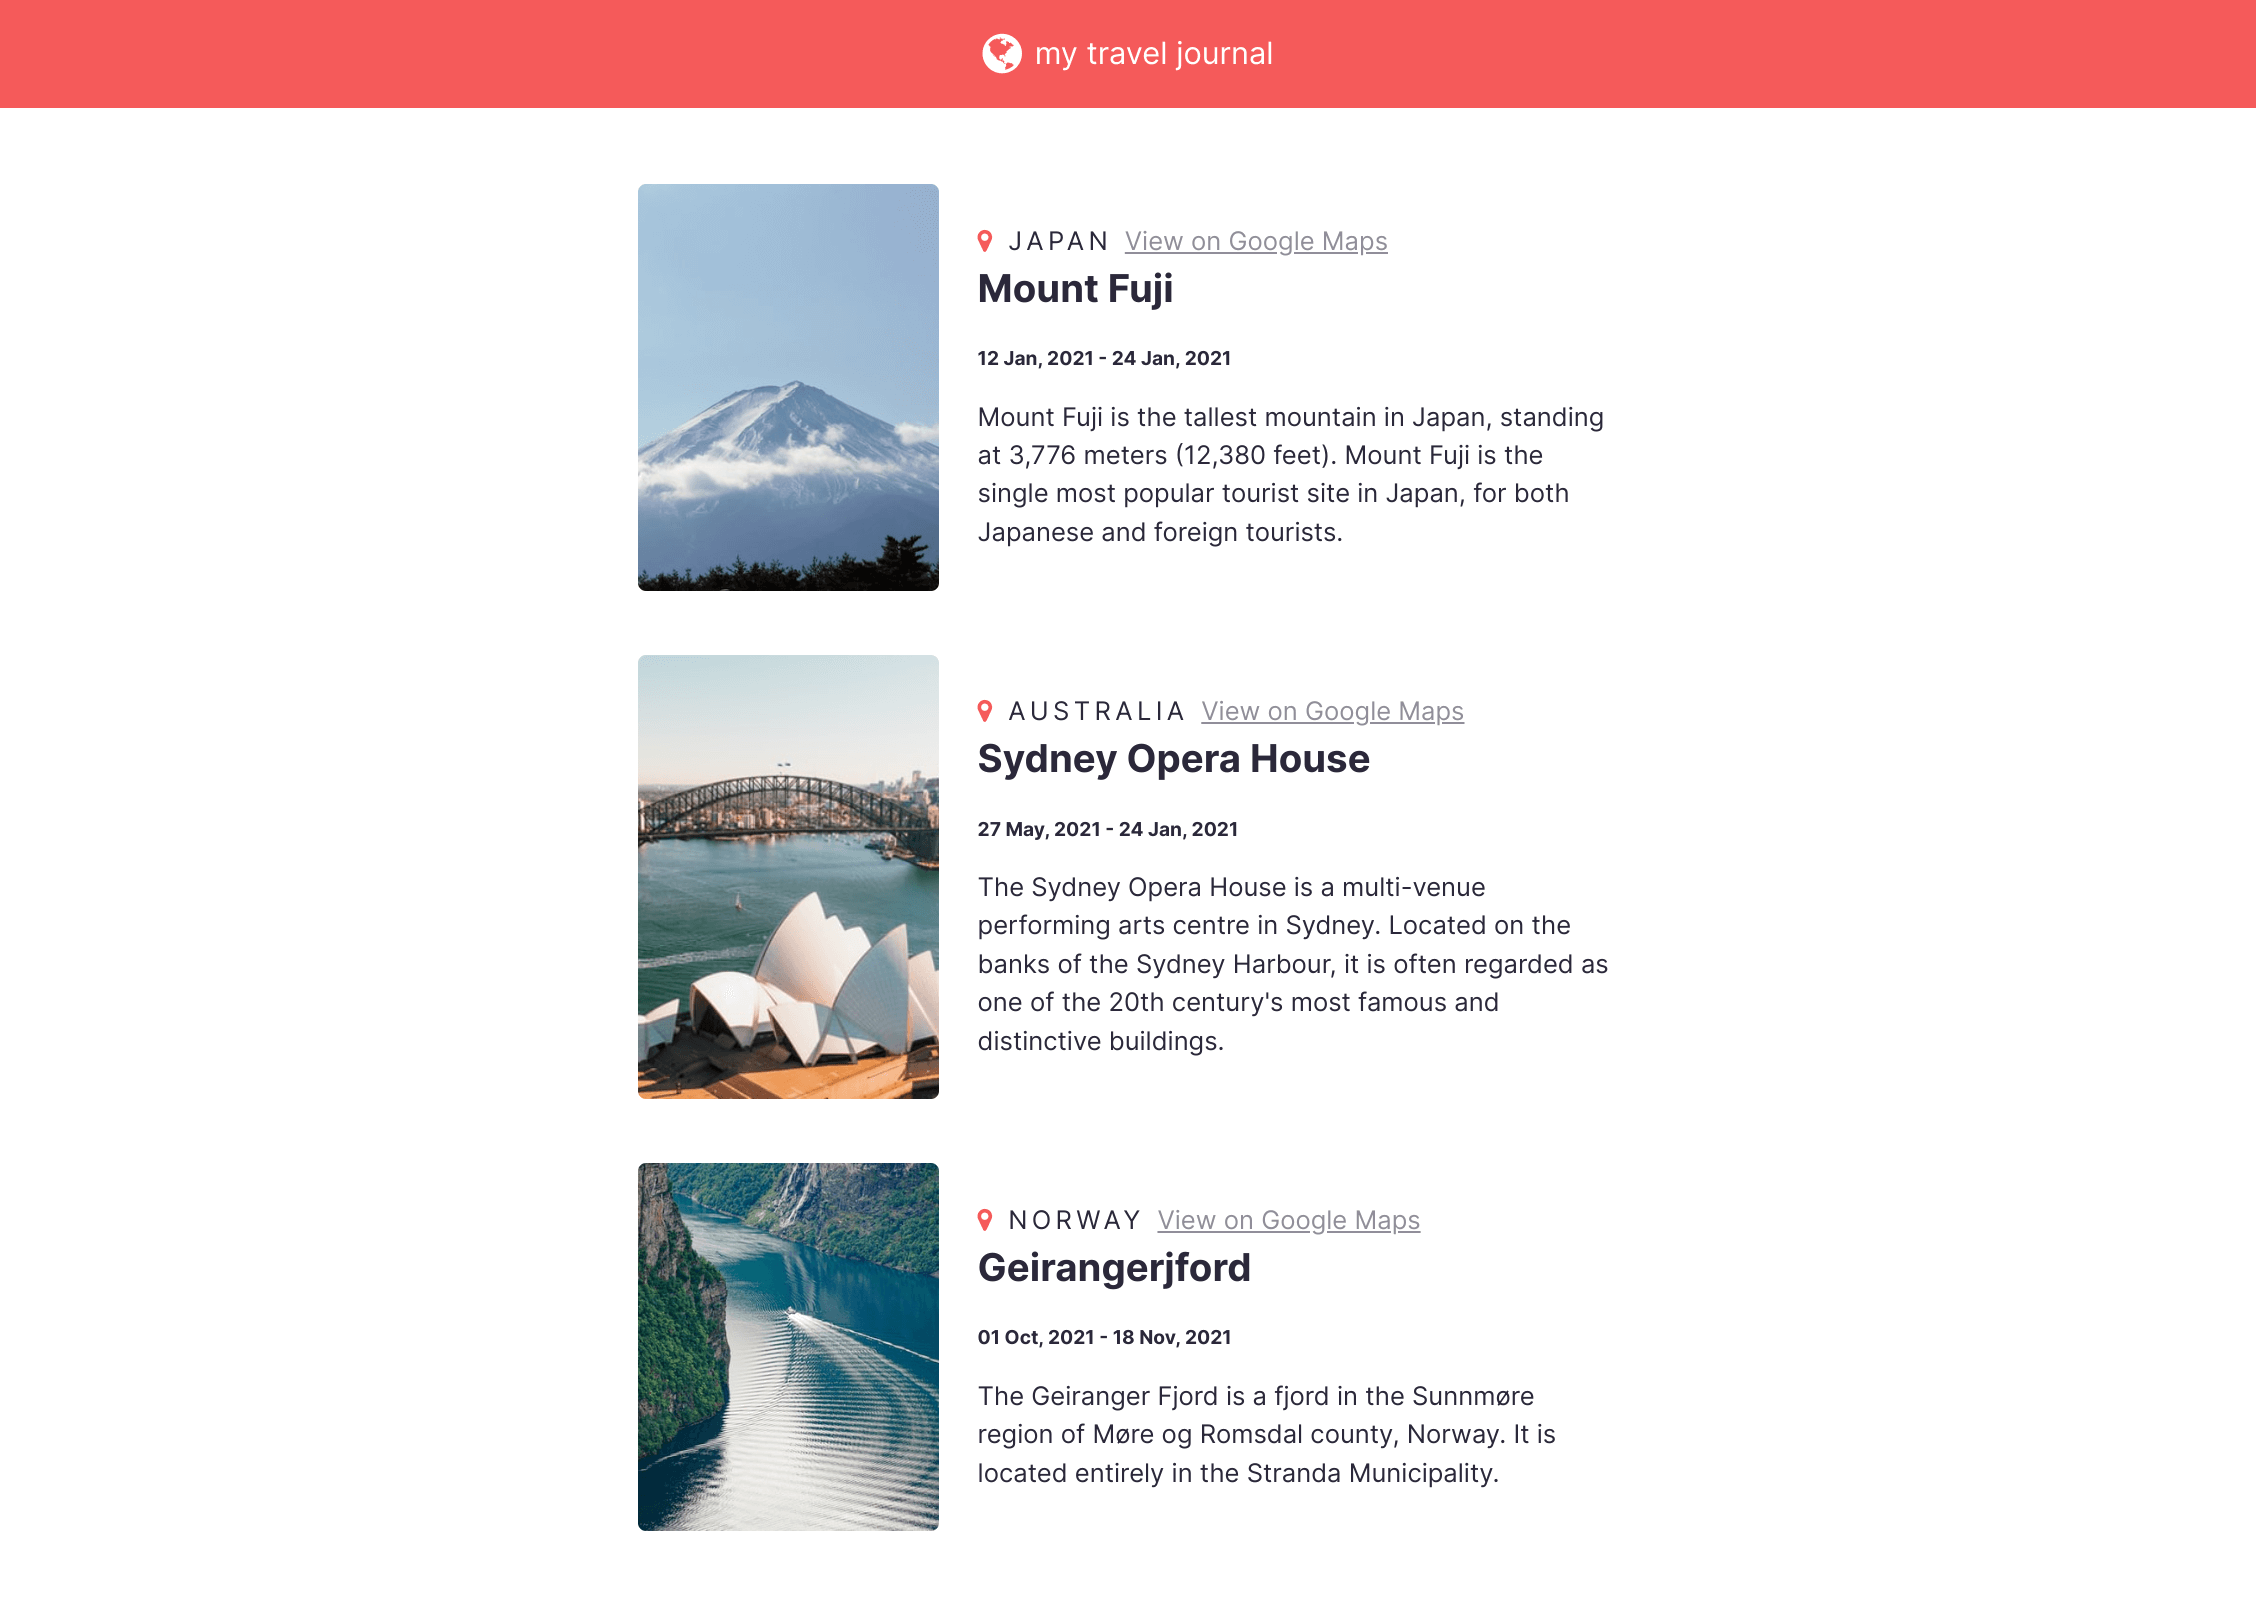 my travel journal
JAPAN View on Google Maps
Mount Fuji
12 Jan, 2021 - 24 Jan, 2021
Mount Fuji is the tallest mountain in Japan, standing
at 3,776 meters (12,380 feet). Mount Fuji is the
single most popular tourist site in Japan, for both
Japanese and foreign tourists.
AUSTRALIA View on Google Maps
Sydney Opera House
27 May, 2021 - 24 Jan, 2021
The Sydney Opera House is a multi-venue
performing arts centre in Sydney. Located on the
banks of the Sydney Harbour, it is often regarded as
one of the 20th century's most famous and
distinctive buildings.
NORWAY View on Google Maps
Geirangerjford
01 Oct, 2021 - 18 Nov, 2021
The Geiranger Fjord is a fjord in the Sunnmøre
region of Møre og Romsdal county, Norway. It is
located entirely in the Stranda Municipality.